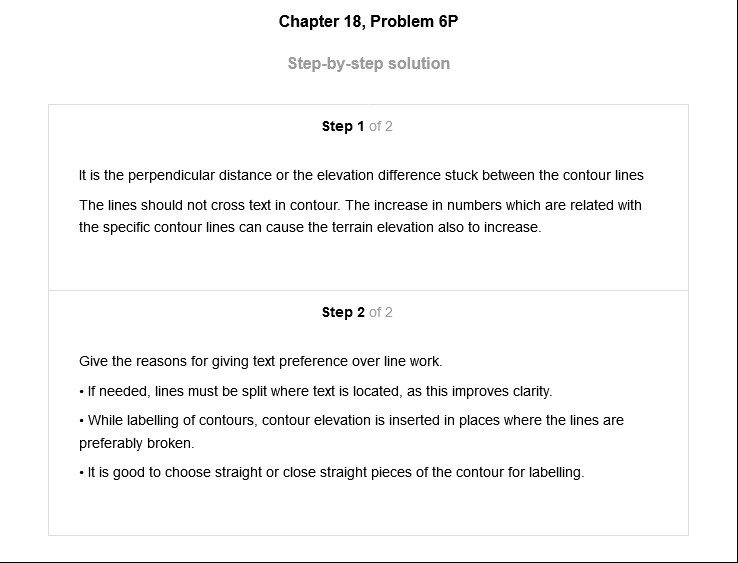 Chapter 18, Problem 6P
Step-by-step solution
Step 1 of 2
It is the perpendicular distance or the elevation difference stuck between the contour lines
The lines should not cross text in contour. The increase in numbers which are related with
the specific contour lines can cause the terrain elevation also to increase.
Step 2 of 2
Give the reasons for giving text preference over line work.
• If needed, lines must be split where text is located, as this improves clarity.
• While labelling of contours, contour elevation is inserted in places where the lines are
preferably broken.
• It is good to choose straight or close straight pieces of the contour for labelling.